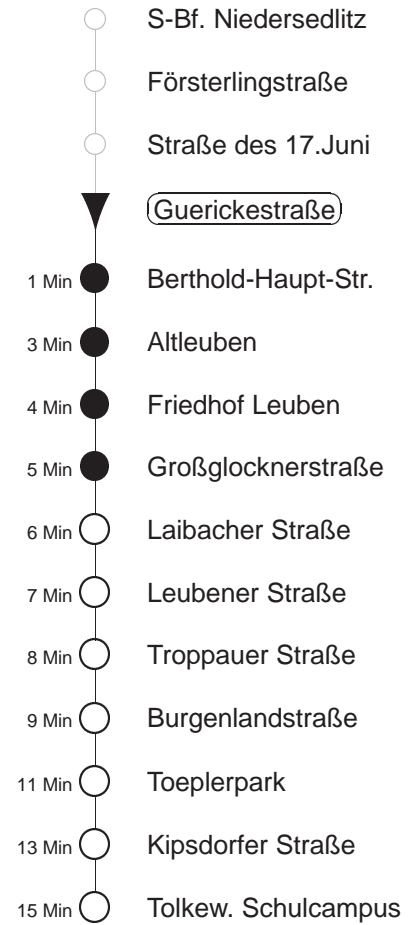 S-Bf. Niedersedlitz
Försterlingstraße
Straße des 17.Juni
Guerickestraße
1 Min Berthold-Haupt-Str.
3 Min Altleuben
4 Min Friedhof Leuben
5 Min Großglocknerstraße
6 Min Laibacher Straße
7 Min Leubener Straße
8 Min Troppauer Straße
9 Min Burgenlandstraße
11 Min Toeplerpark
13 Min Kipsdorfer Straße
15 Min Tolkew. Schulcampus